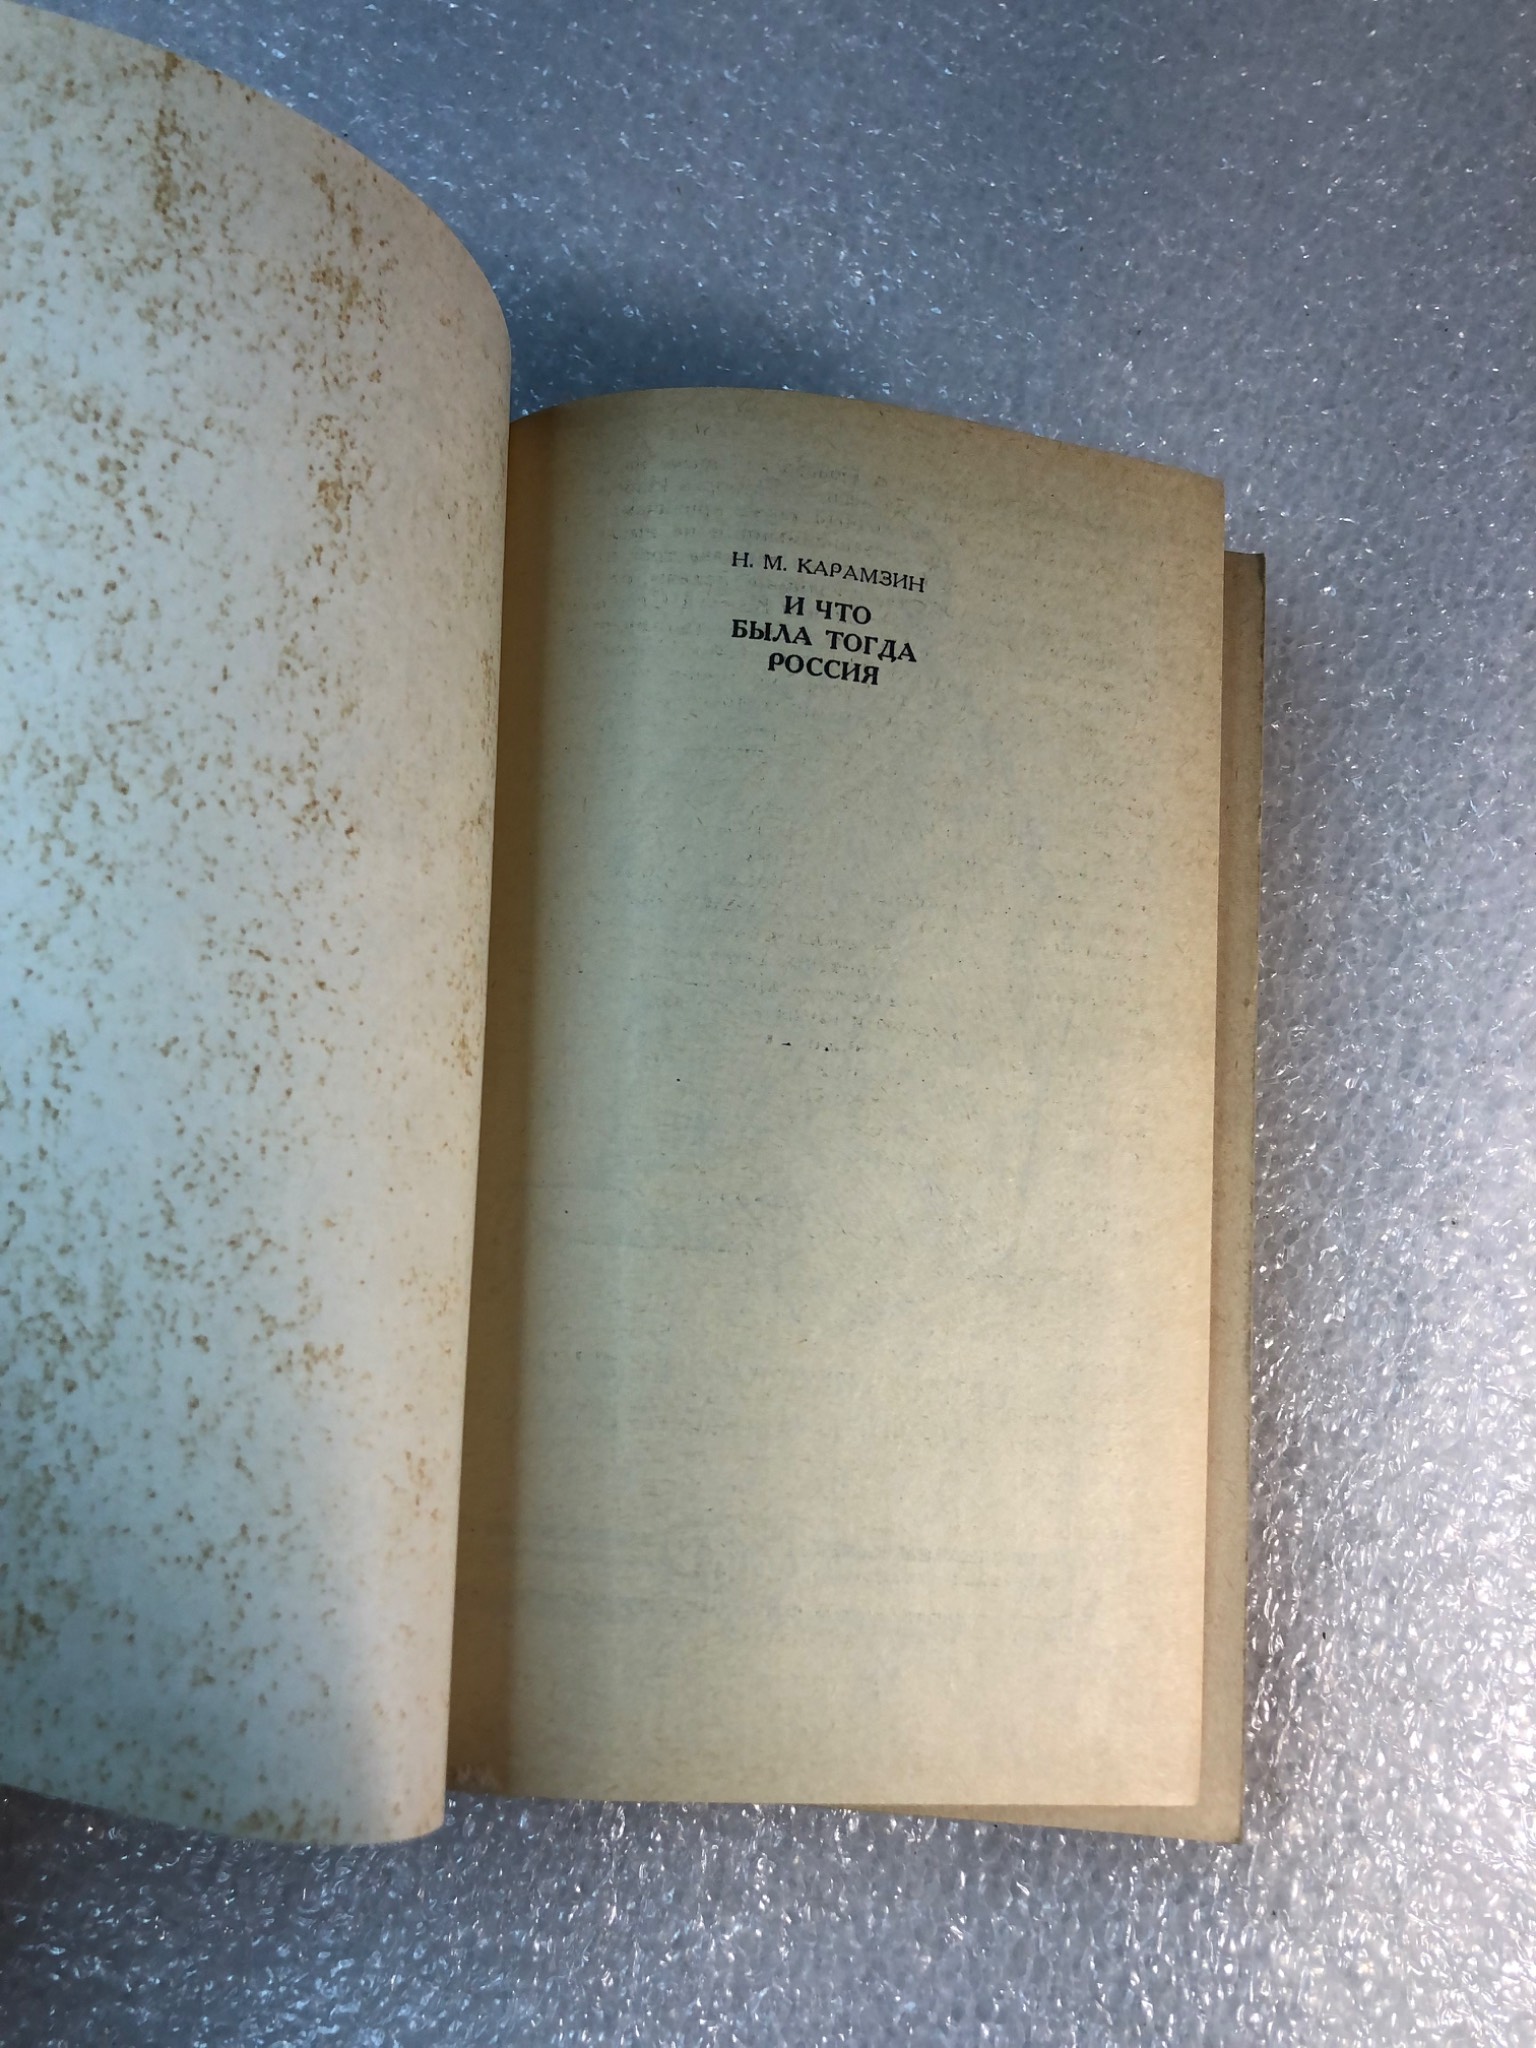 Н. М. КАРАМЗИН
И ЧТО
БЫЛА ТОГДА
РОССИЯ